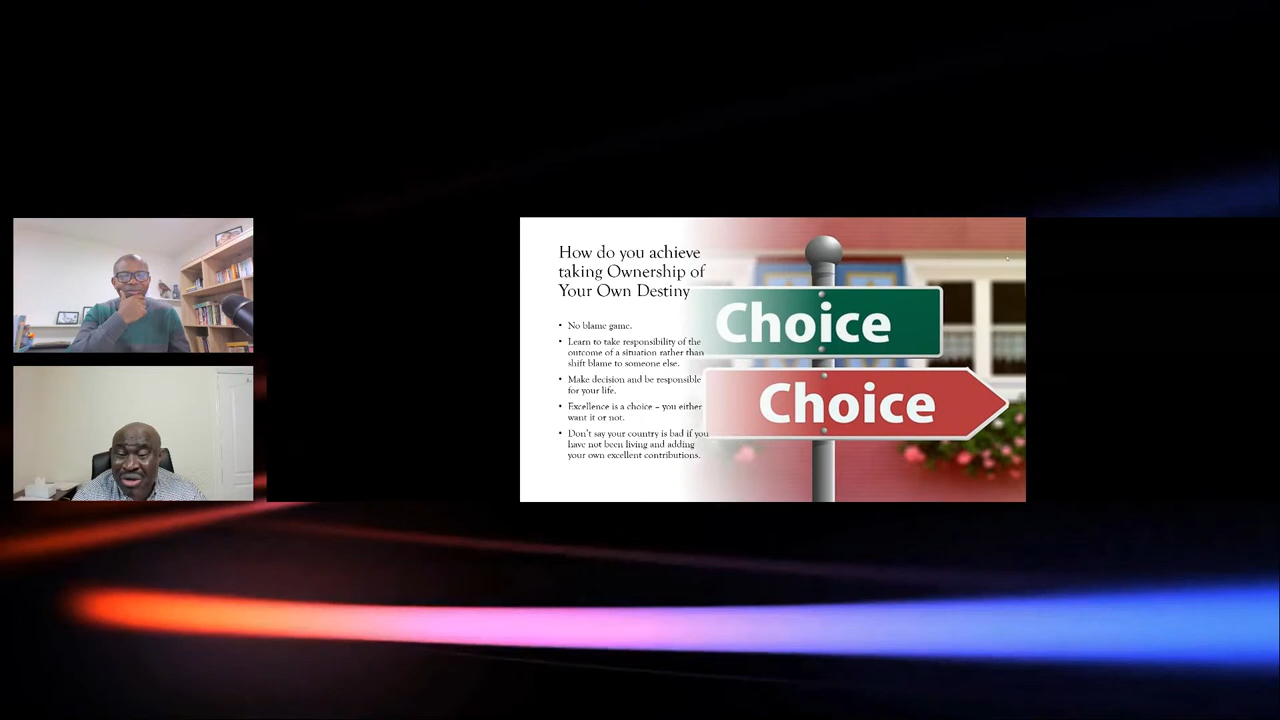 How do you achieve
taking Ownership of
Your Own Destiny
• No blame game.
• Learn to take responsibility of the
outcome of a situation rather than
shift blame to someone else.
• Make decision and be responsible
for your life.
• Excellence is a choice – you either
want it or not.
• Don't say your country is bad if you
have not been living and adding
your own excellent contributions.
Choice
Choice